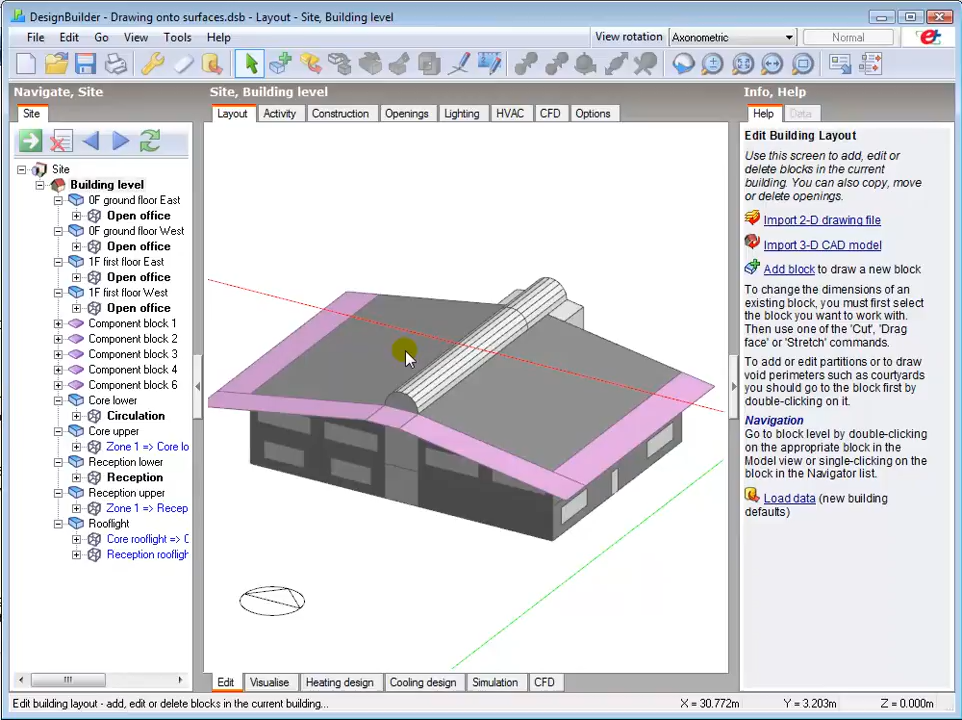 DesignBuilder - Drawing onto surfaces.dsb - Layout - Site, Building level
File Edit Go View Tools Help
View rotation Axonometric Normal
Navigate, Site
Site
Site
Building level
0F ground floor East
Open office
0F ground floor West
Open office
1F first floor East
Open office
1F first floor West
Open office
Component block 1
Component block 2
Component block 3
Component block 4
Component block 6
Core lower
Circulation
Core upper
Zone 1 => Core lo
Reception lower
Reception
Reception upper
Zone 1 => Recep
Rooflight
Core rooflight => C
Reception rooflig
Site, Building level
Layout Activity Construction Openings Lighting HVAC CFD Options
Edit Visualise Heating design Cooling design Simulation CFD
Info, Help
Help Data
Edit Building Layout
Use this screen to add, edit or
delete blocks in the current
building. You can also copy, move
or delete openings.
Import 2-D drawing file
Import 3-D CAD model
Add block to draw a new block
To change the dimensions of an
existing block, you must first select
the block you want to work with.
Then use one of the 'Cut', 'Drag
face' or 'Stretch' commands.
To add or edit partitions or to draw
void perimeters such as courtyards
you should go to the block first by
double-clicking on it.
Navigation
Go to block level by double-clicking
on the appropriate block in the
Model view or single-clicking on the
block in the Navigator list.
Load data (new building
defaults)
Edit building layout - add, edit or delete blocks in the current building...
X = 30.772m Y = 3.203m Z = 0.000m